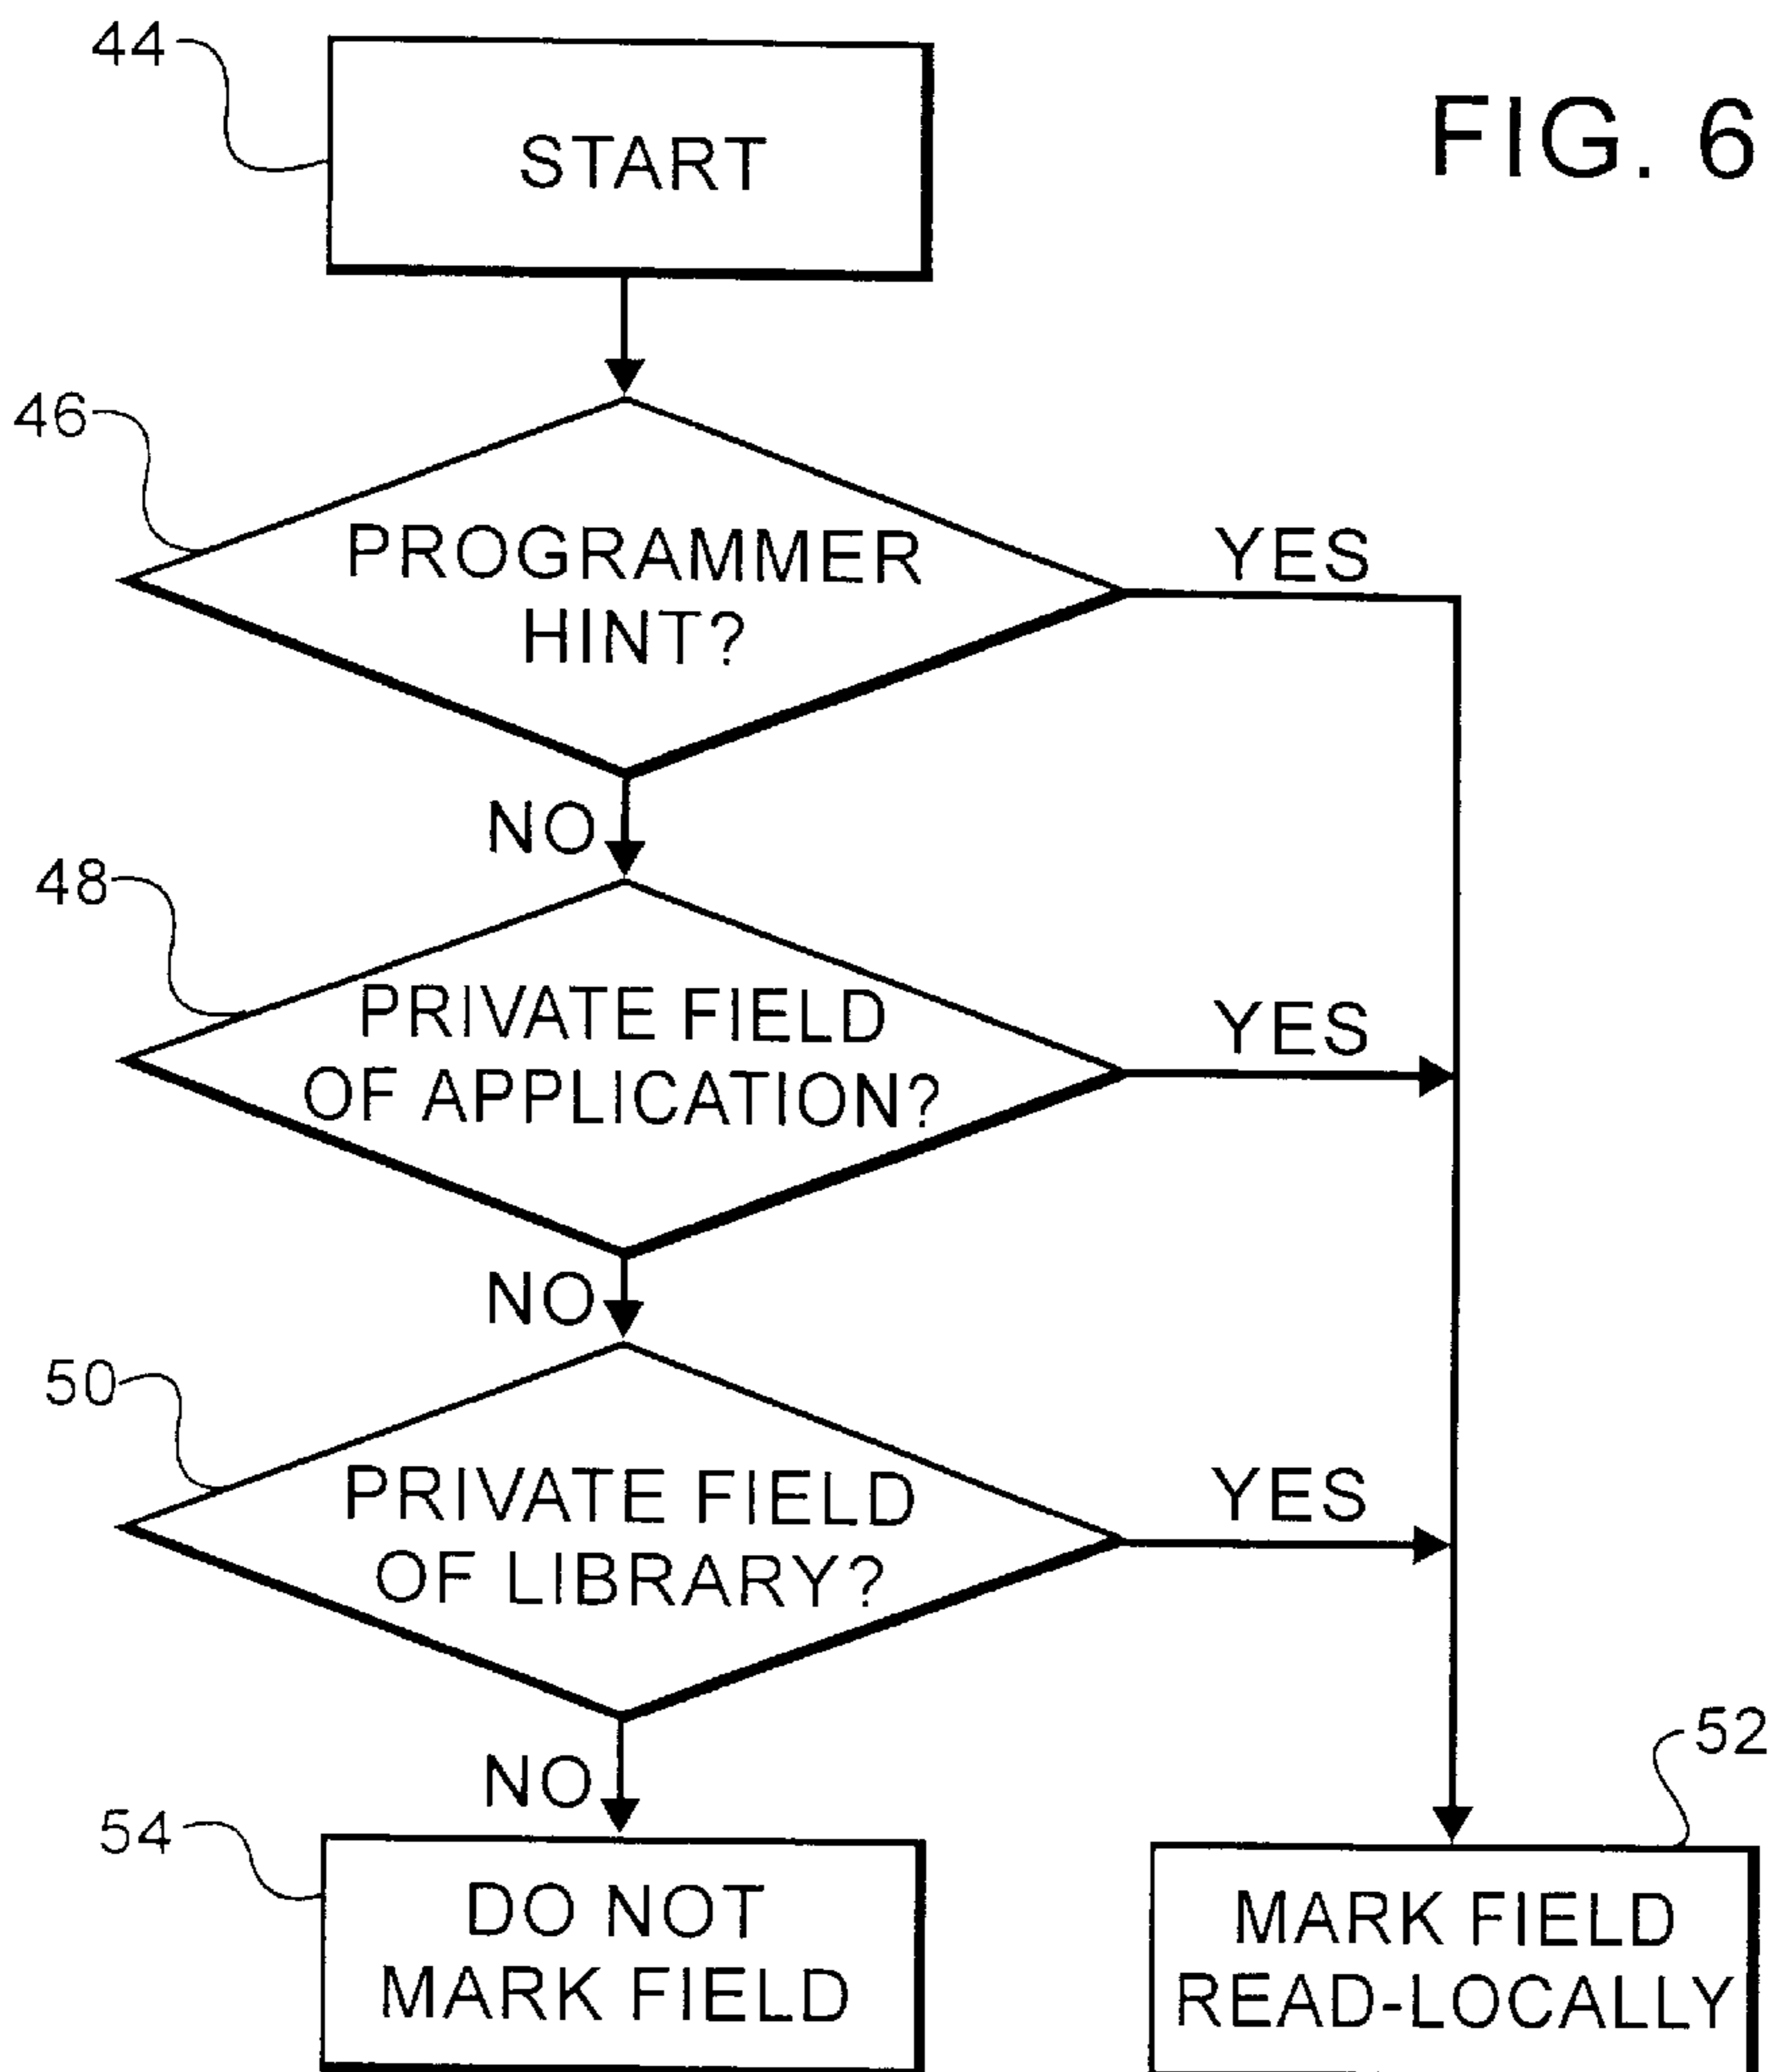 44
START
FIG. 6
46
PROGRAMMER
HINT?
YES
NO
48
PRIVATE FIELD
OF APPLICATION?
YES
NO
50
PRIVATE FIELD
OF LIBRARY?
YES
NO
52
54
DO NOT
MARK FIELD
MARK FIELD
READ-LOCALLY